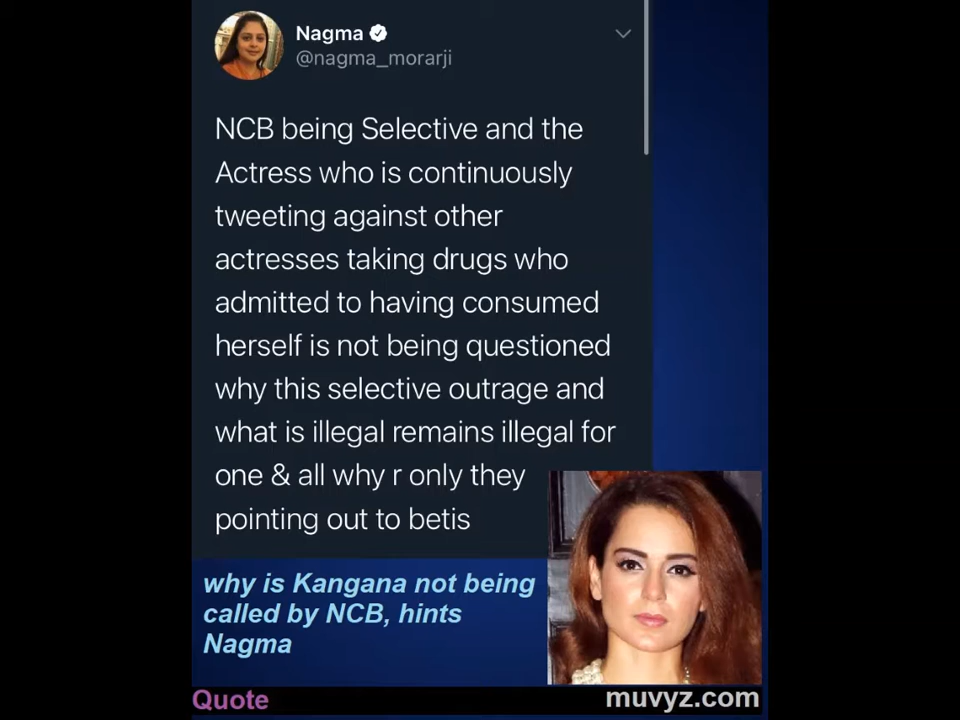 Nagma
@nagma_morarji
NCB being Selective and the
Actress who is continuously
tweeting against other
actresses taking drugs who
admitted to having consumed
herself is not being questioned
why this selective outrage and
what is illegal remains illegal for
one & all why r only they
pointing out to betis
why is Kangana not being
called by NCB, hints
Nagma
Quote
muvyz.com